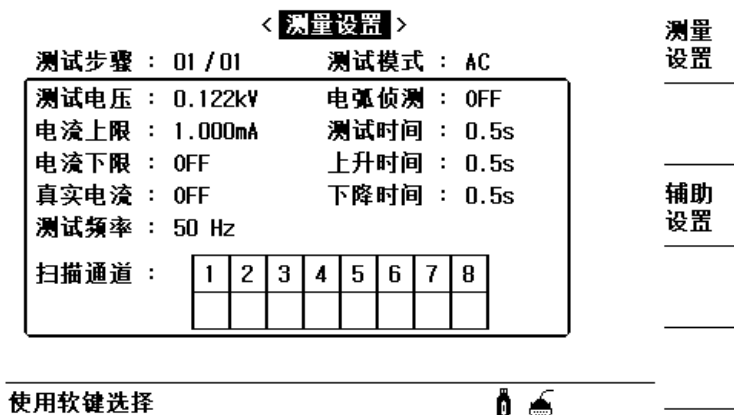 < 测量设置 >
测试步骤 : 01 / 01 测试模式 : AC
测试电压 : 0.122kV 电弧侦测 : OFF
电流上限 : 1.000mA 测试时间 : 0.5s
电流下限 : OFF 上升时间 : 0.5s
真实电流 : OFF 下降时间 : 0.5s
测试频率 : 50 Hz
扫描通道 : 1 2 3 4 5 6 7 8
使用软键选择
测量
设置
辅助
设置